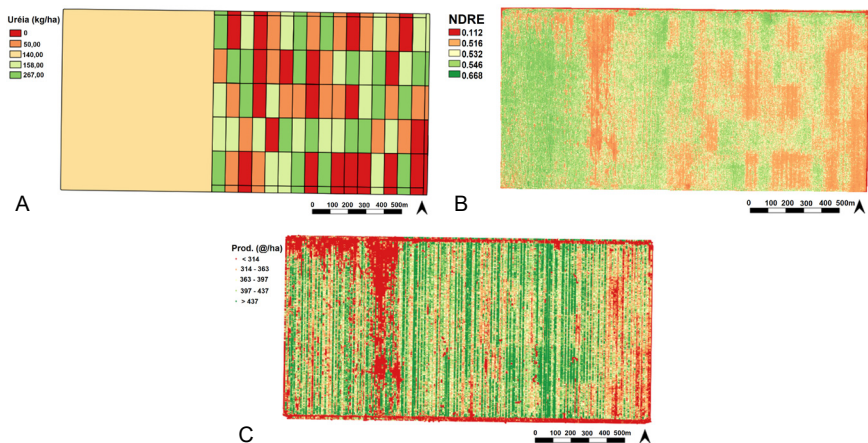 Uréia (kg/ha)
0
50,00
140,00
158,00
267,00
A
0 100 200 300 400 500m
NDRE
0.112
0.516
0.532
0.546
0.668
B
0 100 200 300 400 500m
Prod. (@/ha)
< 314
314 - 363
363 - 397
397 - 437
> 437
C
0 100 200 300 400 500m